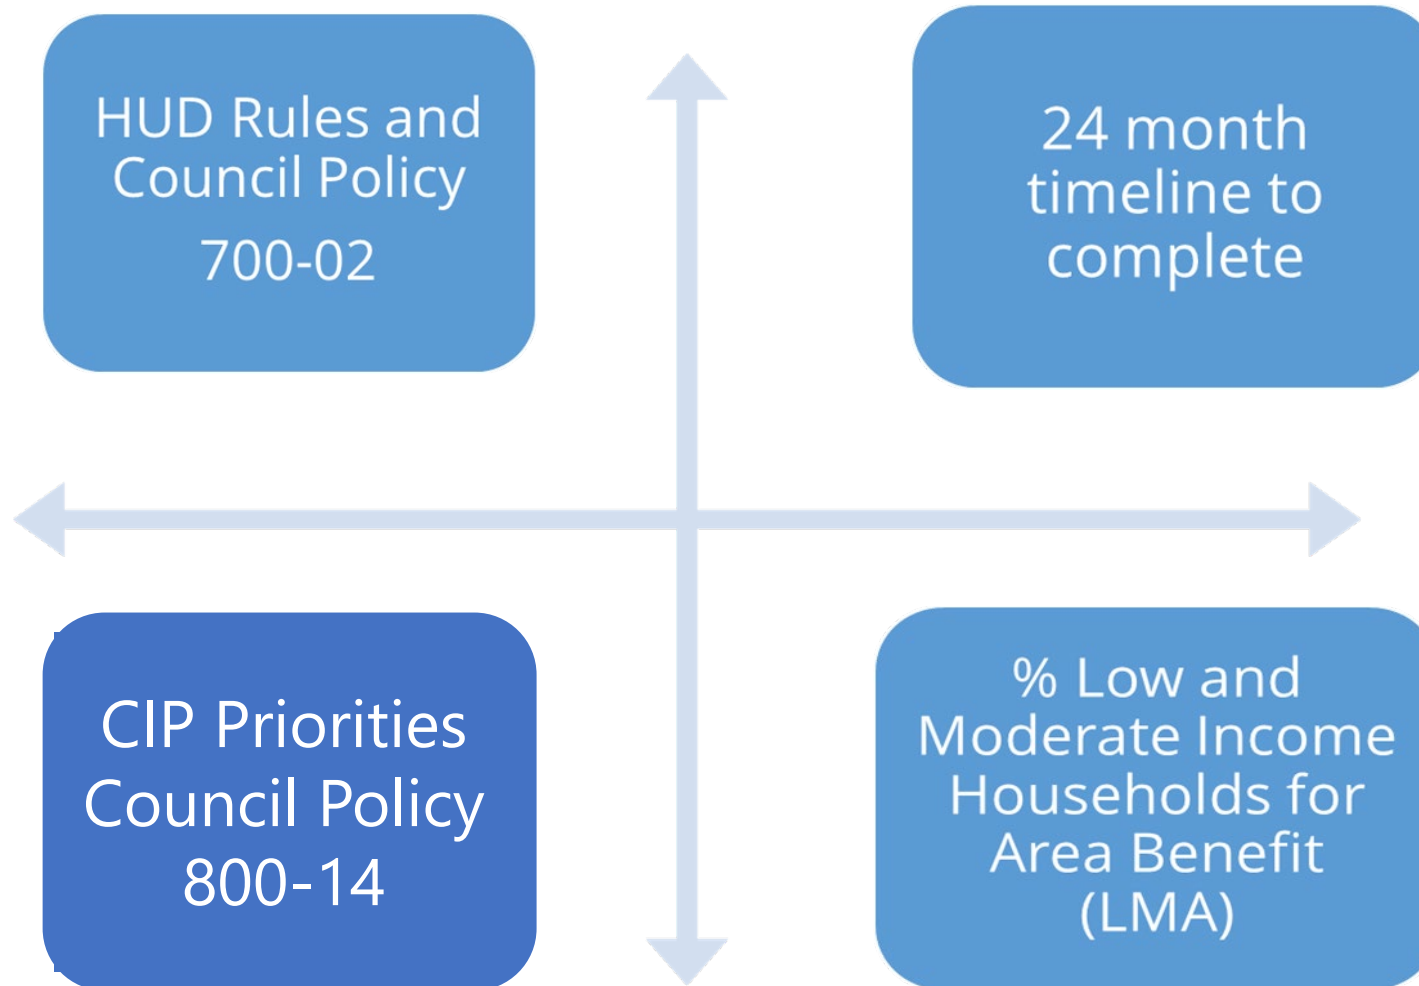 HUD Rules and
Council Policy
700-02
24 month
timeline to
complete
CIP Priorities
Council Policy
800-14
% Low and
Moderate Income
Households for
Area Benefit
(LMA)